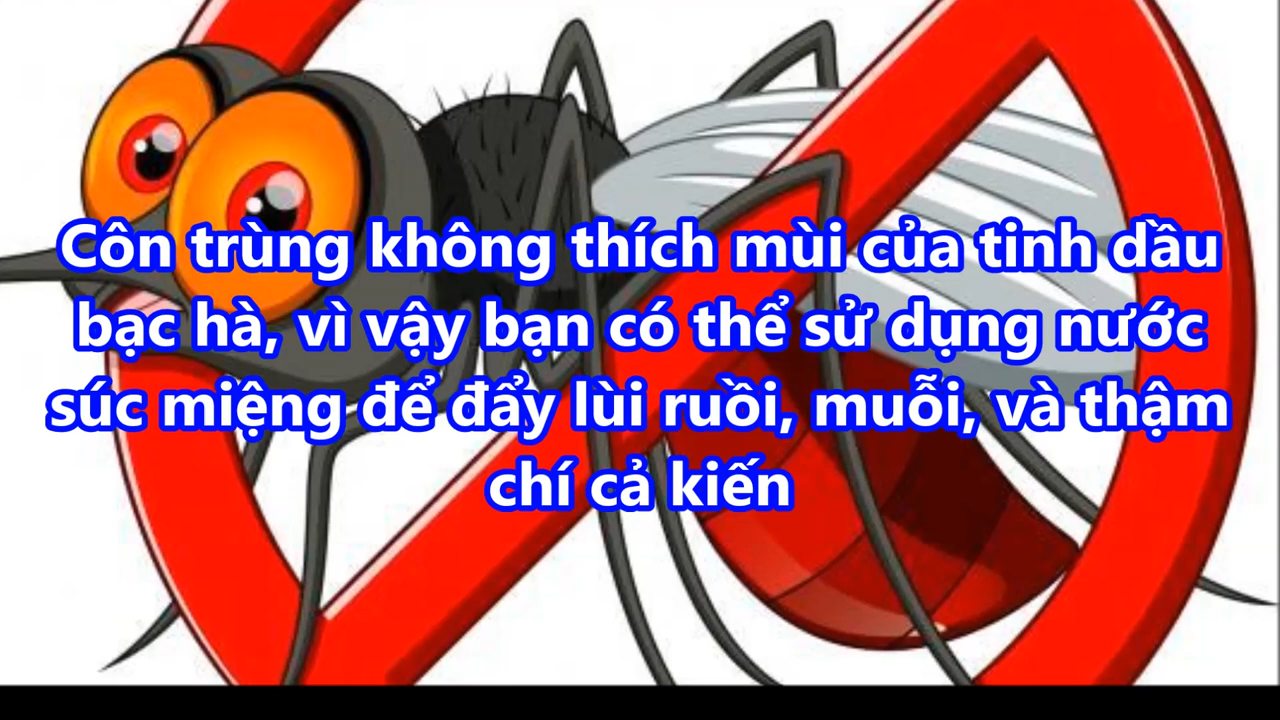 Côn trùng không thích mùi của tinh dầu
bạc hà, vì vậy bạn có thể sử dụng nước
súc miệng để đẩy lùi ruồi, muỗi, và thậm
chí cả kiến